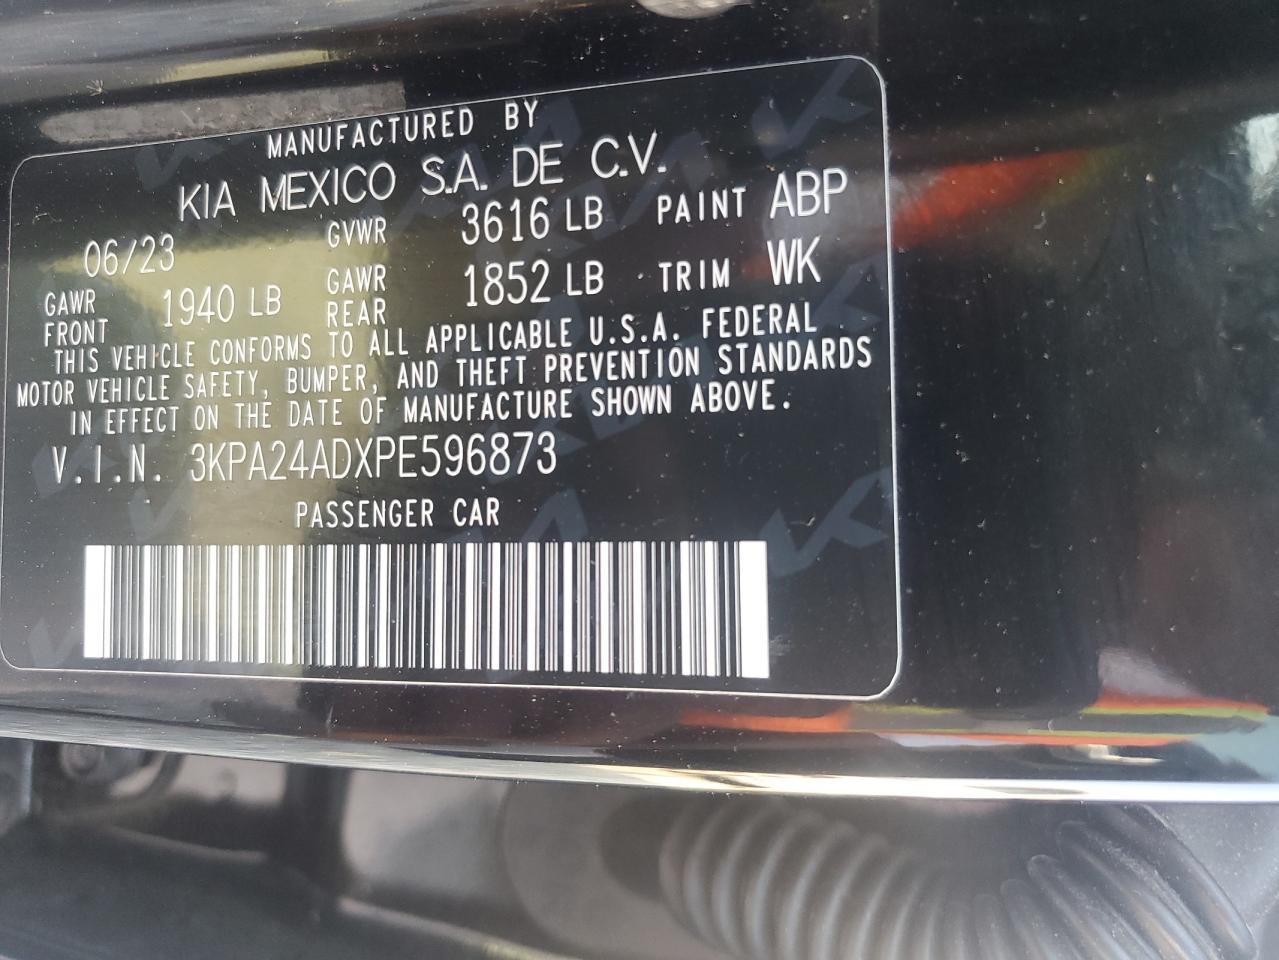 MANUFACTURED BY
KIA MEXICO S.A. DE C.V.
06/23 GVWR 3616 LB PAINT ABP
GAWR FRONT 1940 LB GAWR REAR 1852 LB TRIM WK
THIS VEHICLE CONFORMS TO ALL APPLICABLE U.S.A. FEDERAL
MOTOR VEHICLE SAFETY, BUMPER, AND THEFT PREVENTION STANDARDS
IN EFFECT ON THE DATE OF MANUFACTURE SHOWN ABOVE.
V.I.N. 3KPA24ADXPE596873
PASSENGER CAR